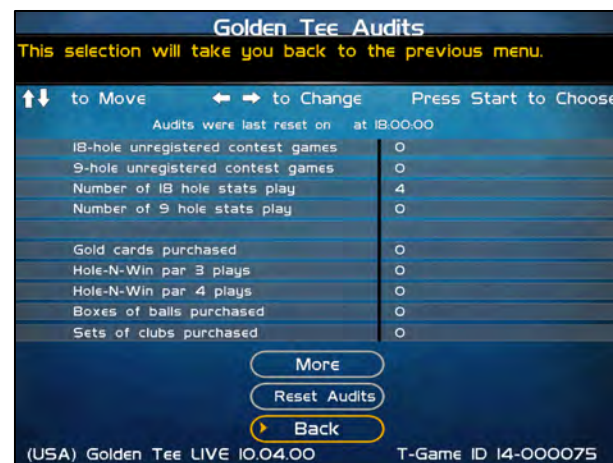 Golden Tee Audits
This selection will take you back to the previous menu.
to Move to Change Press Start to Choose
Audits were last reset on at 18:00:00
18-hole unregistered contest games 0
9-hole unregistered contest games 0
Number of 18 hole stats play 4
Number of 9 hole stats play 0
Gold cards purchased 0
Hole-N-Win par 3 plays 0
Hole-N-Win par 4 plays 0
Boxes of balls purchased 0
Sets of clubs purchased 0
More
Reset Audits
Back
(USA) Golden Tee LIVE 10.04.00 T-Game ID 14-000075